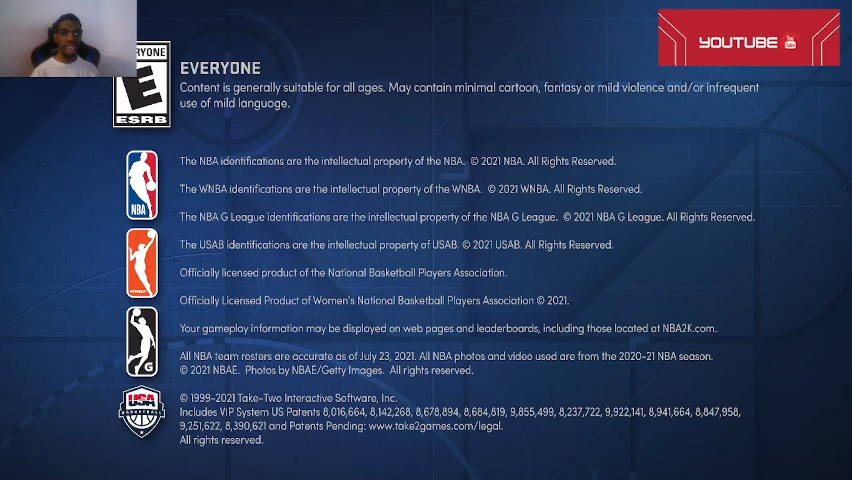 YOUTUBE
You
Tube
RYONE
E
ESRB
EVERYONE
Content is generally suitable for all ages. May contain minimal cartoon, fantasy or mild violence and/or infrequent
use of mild language.
The NBA identifications are the intellectual property of the NBA. © 2021 NBA. All Rights Reserved.
The WNBA identifications are the intellectual property of the WNBA. © 2021 WNBA. All Rights Reserved.
NBA
The NBA G League identifications are the intellectual property of the NBA G League. © 2021 NBA G League. All Rights Reserved.
The USAB identifications are the intellectual property of USAB. © 2021 USAB. All Rights Reserved.
Officially licensed product of the National Basketball Players Association.
WNBA
Officially Licensed Product of Women's National Basketball Players Association © 2021.
Your gameplay information may be displayed on web pages and leaderboards, including those located at NBA2K.com.
All NBA team rosters are accurate as of July 23, 2021. All NBA photos and video used are from the 2020-21 NBA season.
G
© 2021 NBAE. Photos by NBAE/Getty Images. All rights reserved.
USA
BASKETBALL
© 1999-2021 Take-Two Interactive Software, Inc.
Includes VIP System US Patents 8,016,664, 8,142,268, 8,678,894, 8,684,819, 9,855,499, 8,237,722, 9,922,141, 8,941,664, 8,847,958,
9,251,622, 8,390,621 and Patents Pending: www.take2games.com/legal.
All rights reserved.